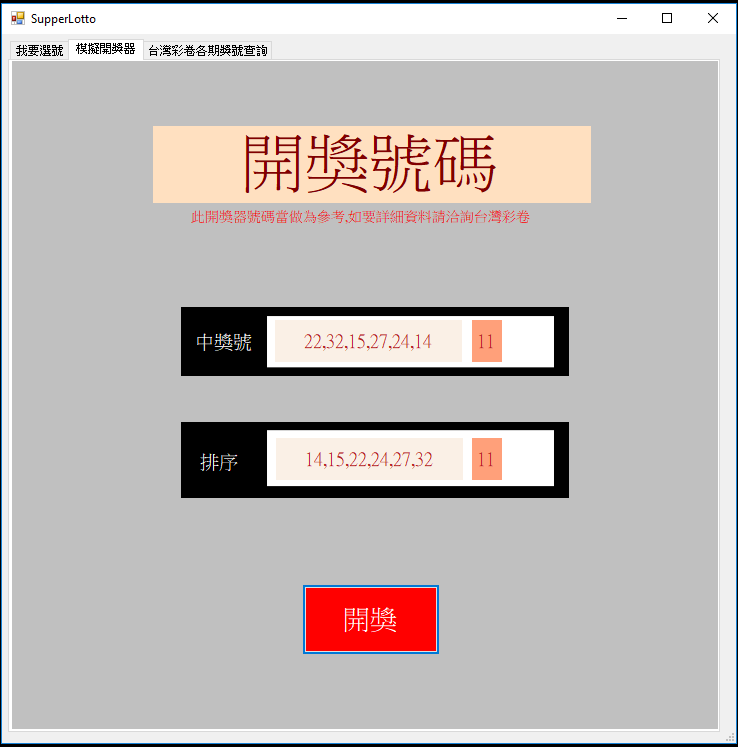 SupperLotto
我要選號 模擬開獎器 台灣彩卷各期獎號查詢
開獎號碼
此開獎器號碼當做為參考,如要詳細資料請洽詢台灣彩卷
中獎號 22,32,15,27,24,14 11
排序 14,15,22,24,27,32 11
開獎